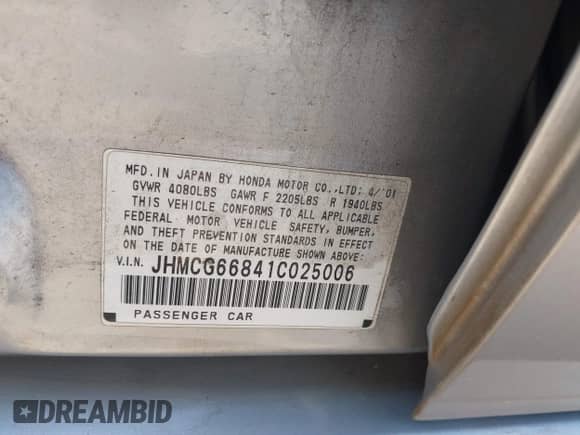 MFD. IN JAPAN BY HONDA MOTOR CO., LTD: 4/'01
GVWR 4080LBS GAWR F 2205LBS R 1940LBS
THIS VEHICLE CONFORMS TO ALL APPLICABLE
FEDERAL MOTOR VEHICLE SAFETY, BUMPER,
AND THEFT PREVENTION STANDARDS IN EFFECT
ON THE DATE OF MANUFACTURE SHOWN ABOVE:
V.I.N. JHMCG66841C025006
PASSENGER CAR
DREAMBID